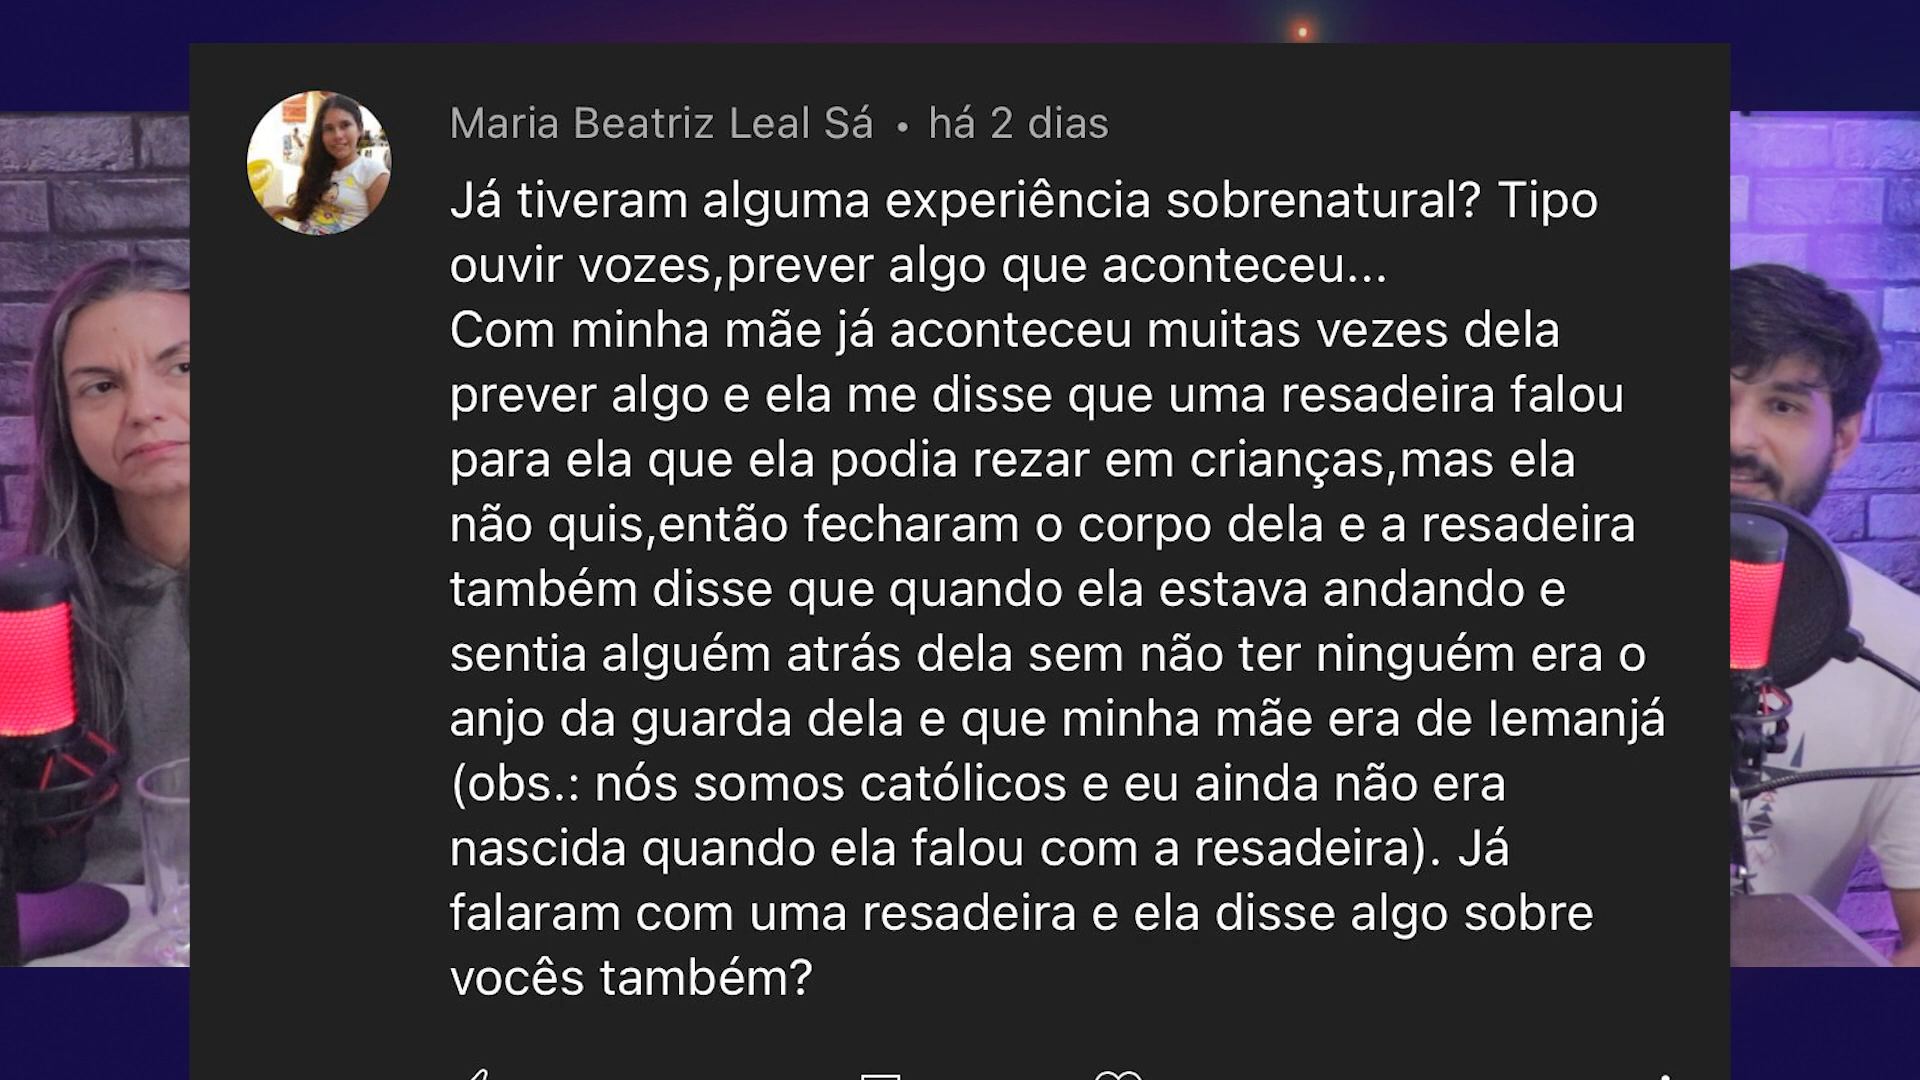 Maria Beatriz Leal Sá • há 2 dias
Já tiveram alguma experiência sobrenatural? Tipo
ouvir vozes,prever algo que aconteceu...
Com minha mãe já aconteceu muitas vezes dela
prever algo e ela me disse que uma resadeira falou
para ela que ela podia rezar em crianças,mas ela
não quis,então fecharam o corpo dela e a resadeira
também disse que quando ela estava andando e
sentia alguém atrás dela sem não ter ninguém era o
anjo da guarda dela e que minha mãe era de Iemanjá
(obs.: nós somos católicos e eu ainda não era
nascida quando ela falou com a resadeira). Já
falaram com uma resadeira e ela disse algo sobre
vocês também?